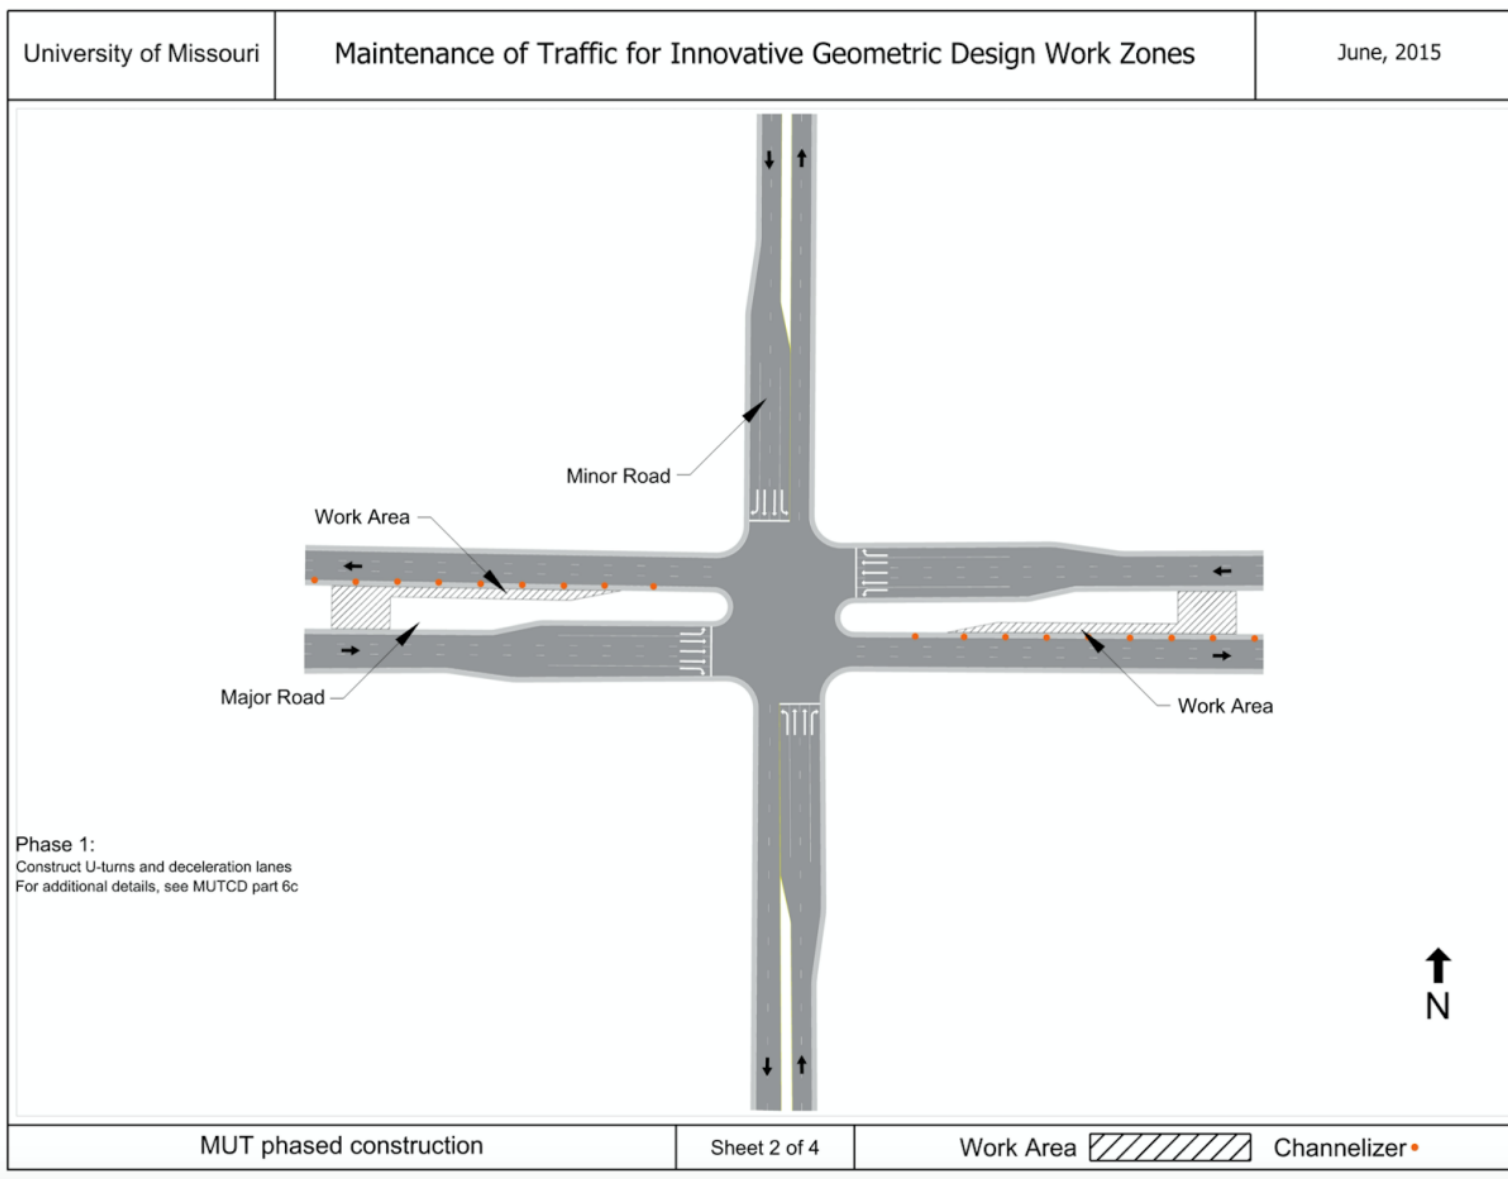 University of Missouri
Maintenance of Traffic for Innovative Geometric Design Work Zones
June, 2015
Minor Road
Work Area
Major Road
Work Area
Phase 1:
Construct U-turns and deceleration lanes
For additional details, see MUTCD part 6c
N
MUT phased construction
Sheet 2 of 4
Work Area
Channelizer